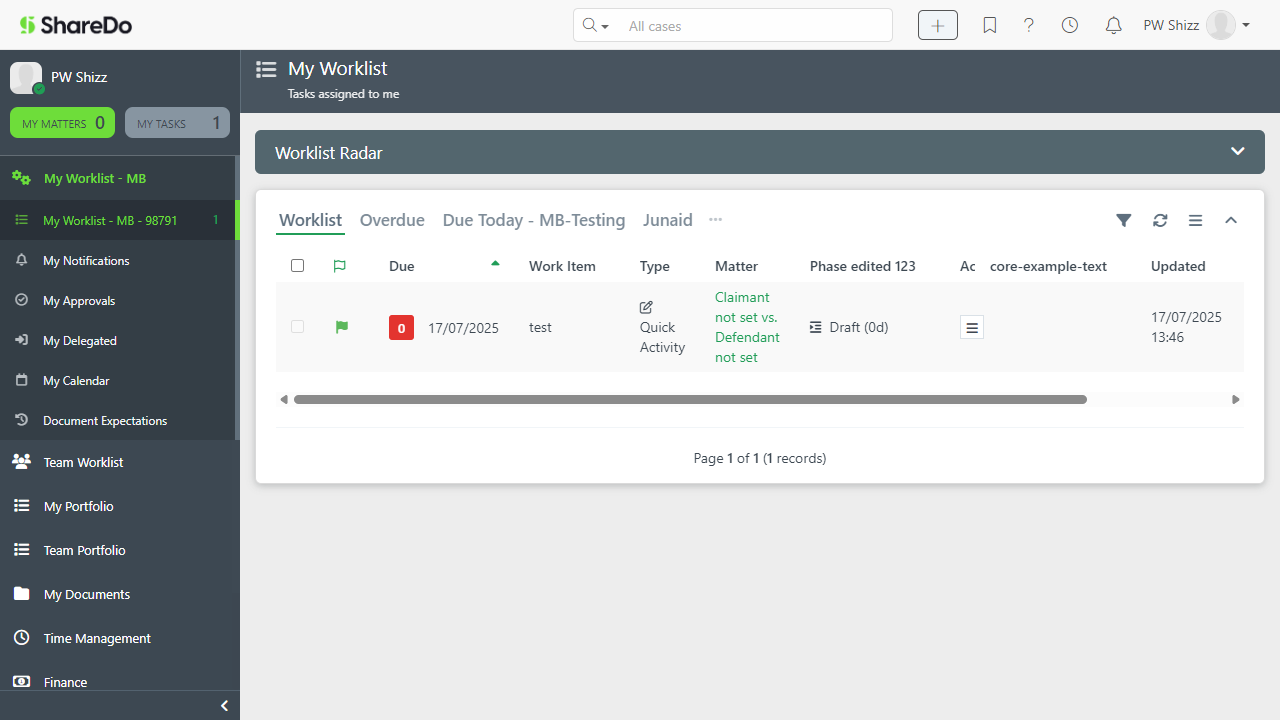 ShareDo
All cases
PW Shizz
PW Shizz
MY MATTERS 0
MY TASKS 1
My Worklist - MB
My Worklist - MB - 98791 1
My Notifications
My Approvals
My Delegated
My Calendar
Document Expectations
Team Worklist
My Portfolio
Team Portfolio
My Documents
Time Management
Finance
My Worklist
Tasks assigned to me
Worklist Radar
Worklist Overdue Due Today - MB-Testing Junaid
Due Work Item Type Matter Phase edited 123 Ac core-example-text Updated
0 17/07/2025 test
Quick
Activity
Claimant
not set vs.
Defendant
not set
Draft (0d)
17/07/2025
13:46
Page 1 of 1 (1 records)